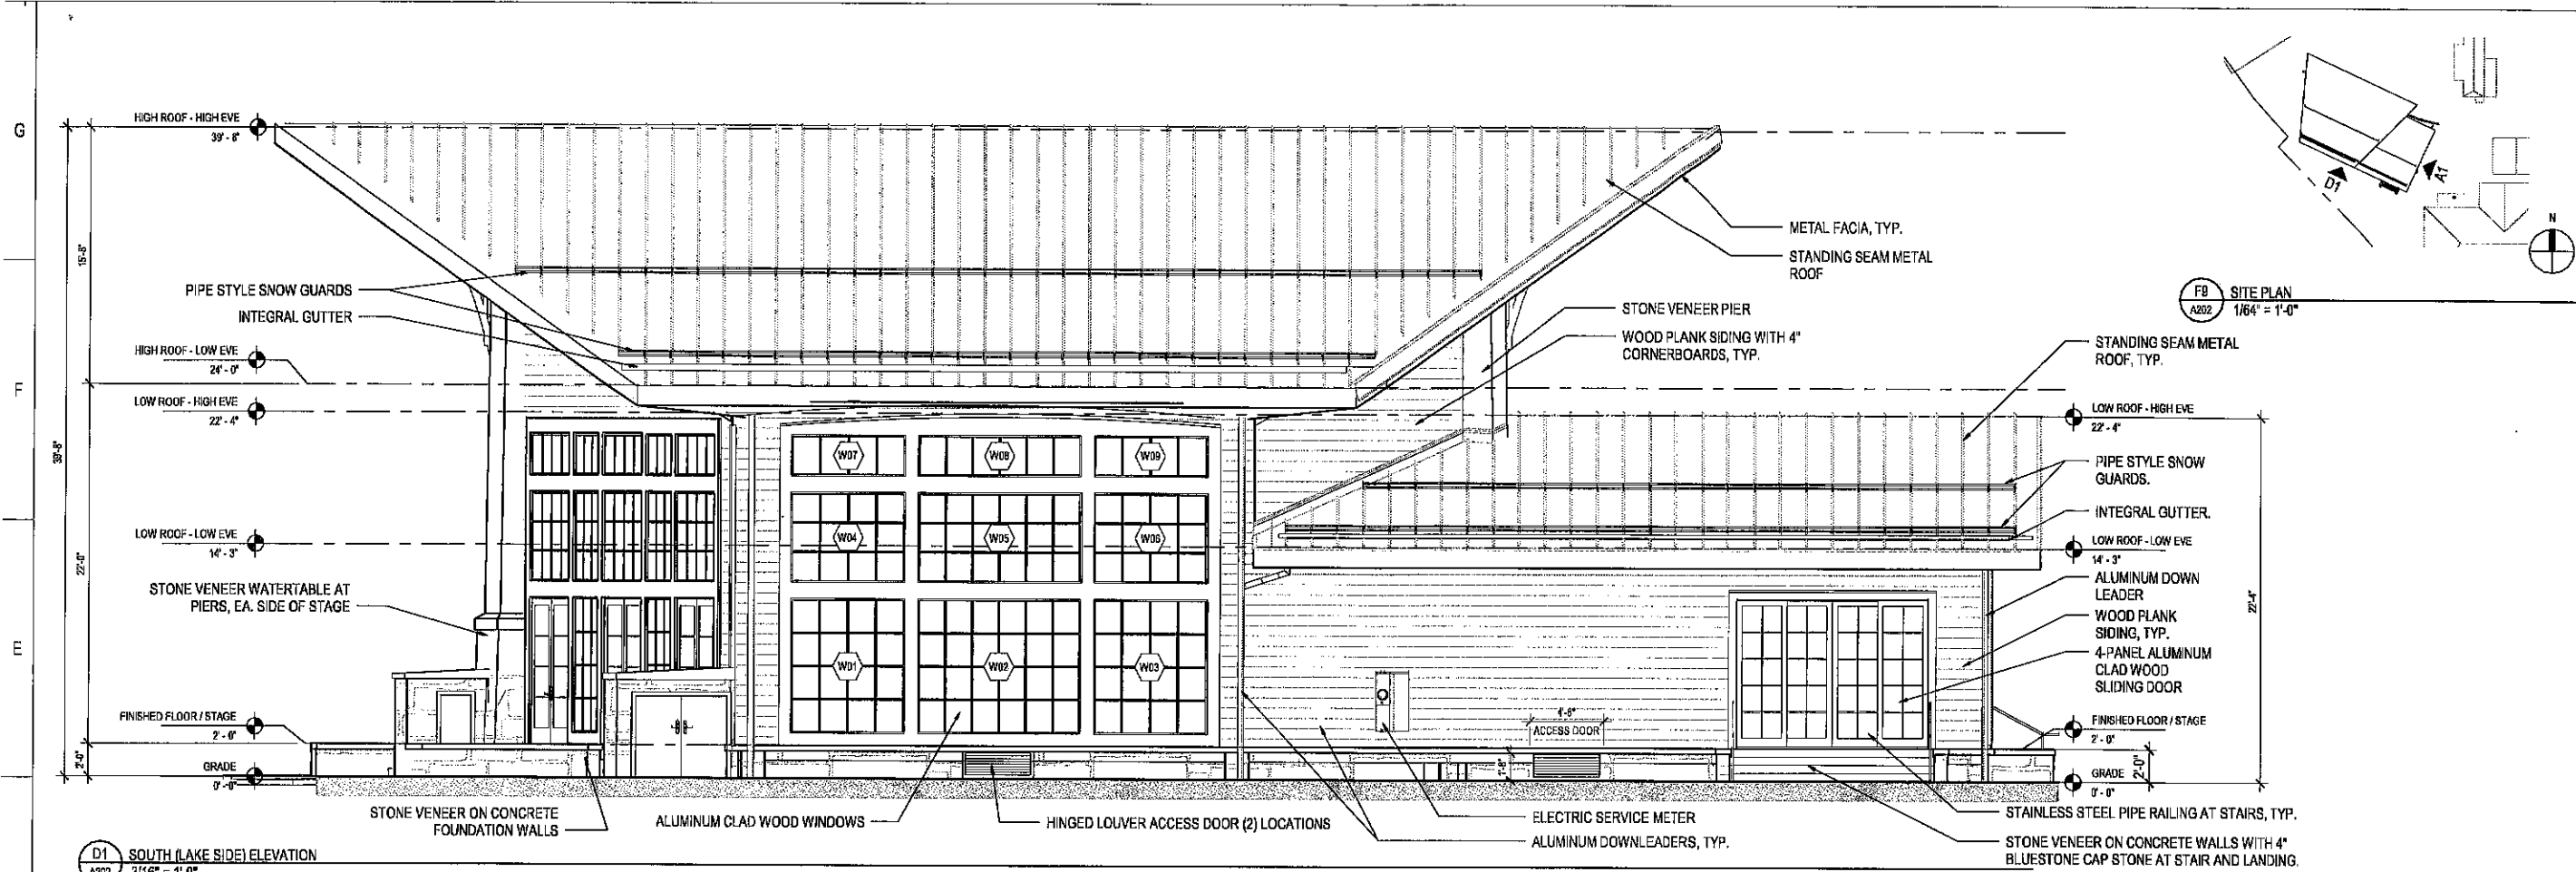 G
F
E
HIGH ROOF - HIGH EVE
39' - 8"
HIGH ROOF - LOW EVE
24' - 0"
LOW ROOF - HIGH EVE
22' - 4"
LOW ROOF - LOW EVE
14' - 3"
FINISHED FLOOR / STAGE
2' - 0"
GRADE
0' - 0"
39'-8"
15'-8"
22'-0"
2'-0"
PIPE STYLE SNOW GUARDS
INTEGRAL GUTTER
STONE VENEER WATERTABLE AT
PIERS, EA. SIDE OF STAGE
STONE VENEER ON CONCRETE
FOUNDATION WALLS
ALUMINUM CLAD WOOD WINDOWS
HINGED LOUVER ACCESS DOOR (2) LOCATIONS
W07
W08
W09
W04
W05
W06
W01
W02
W03
METAL FACIA, TYP.
STANDING SEAM METAL
ROOF
STONE VENEER PIER
WOOD PLANK SIDING WITH 4"
CORNERBOARDS, TYP.
4'-8"
ACCESS DOOR
1'-8"
ELECTRIC SERVICE METER
ALUMINUM DOWNLEADERS, TYP.
D1
A1
N
F9
A202
SITE PLAN
1/64" = 1'-0"
STANDING SEAM METAL
ROOF, TYP.
LOW ROOF - HIGH EVE
22' - 4"
PIPE STYLE SNOW
GUARDS.
INTEGRAL GUTTER.
LOW ROOF - LOW EVE
14' - 3"
ALUMINUM DOWN
LEADER
WOOD PLANK
SIDING, TYP.
4-PANEL ALUMINUM
CLAD WOOD
SLIDING DOOR
22'-4"
FINISHED FLOOR / STAGE
2' - 0"
GRADE
0' - 0"
2'-0"
STAINLESS STEEL PIPE RAILING AT STAIRS, TYP.
STONE VENEER ON CONCRETE WALLS WITH 4"
BLUESTONE CAP STONE AT STAIR AND LANDING.
D1
A202
SOUTH (LAKE SIDE) ELEVATION
3/16" = 1'-0"